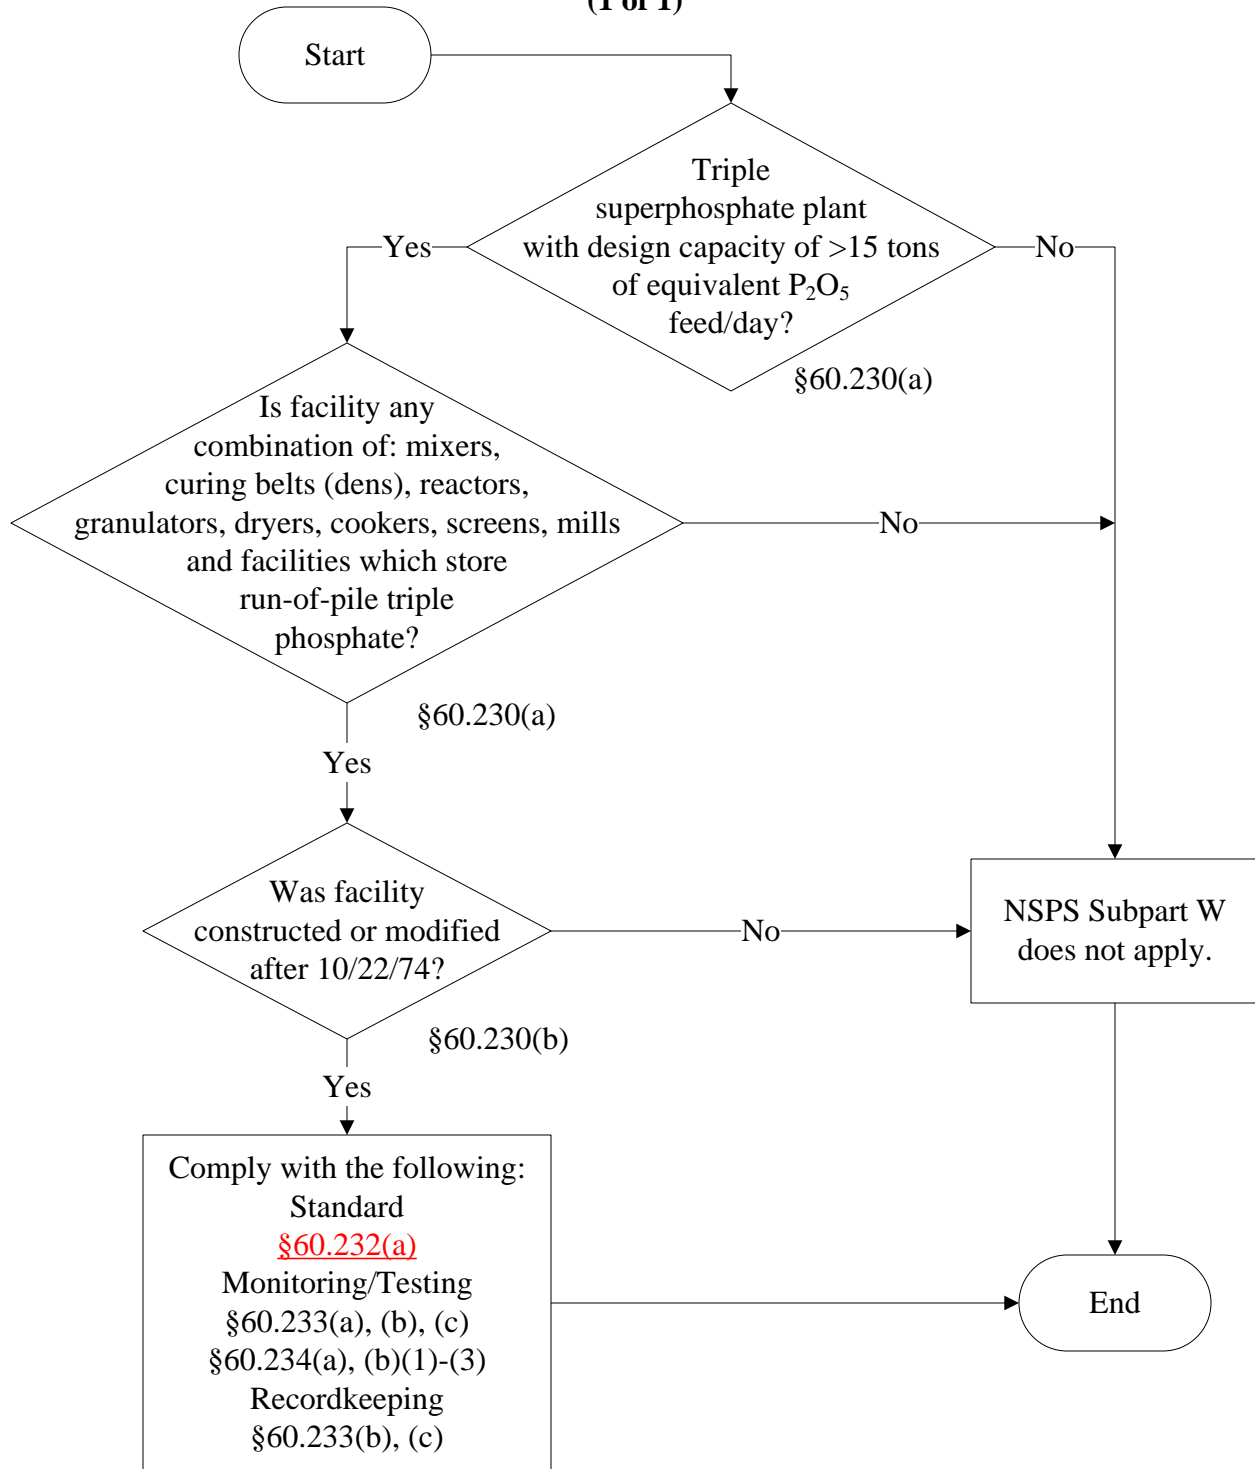 (1 of 1)
Start
Triple
superphosphate plant
with design capacity of >15 tons
of equivalent P₂O₅
feed/day?
Yes
No
§60.230(a)
Is facility any
combination of: mixers,
curing belts (dens), reactors,
granulators, dryers, cookers, screens, mills
and facilities which store
run-of-pile triple
phosphate?
No
§60.230(a)
Yes
Was facility
constructed or modified
after 10/22/74?
No
NSPS Subpart W
does not apply.
§60.230(b)
Yes
Comply with the following:
Standard
§60.232(a)
Monitoring/Testing
§60.233(a), (b), (c)
§60.234(a), (b)(1)-(3)
Recordkeeping
§60.233(b), (c)
End